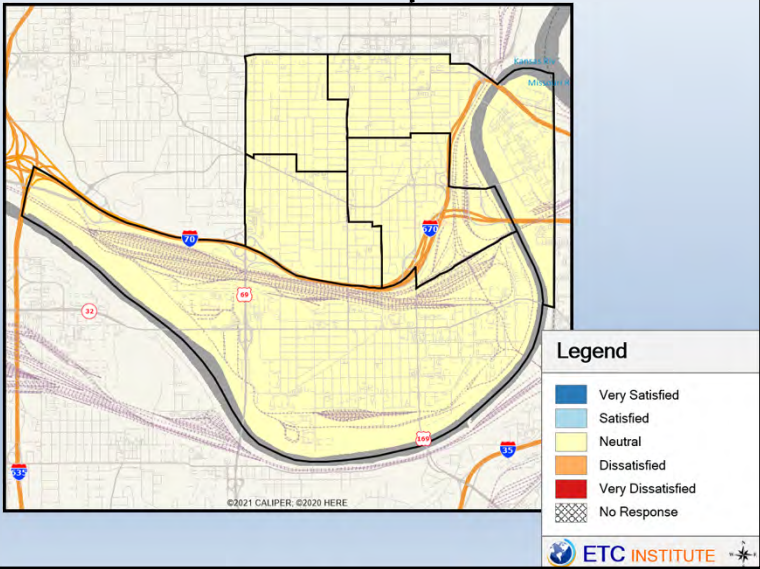 Kansas Riv
Missouri R
70
670
69
32
169
635
35
©2021 CALIPER; ©2020 HERE
Legend
Very Satisfied
Satisfied
Neutral
Dissatisfied
Very Dissatisfied
No Response
ETC INSTITUTE